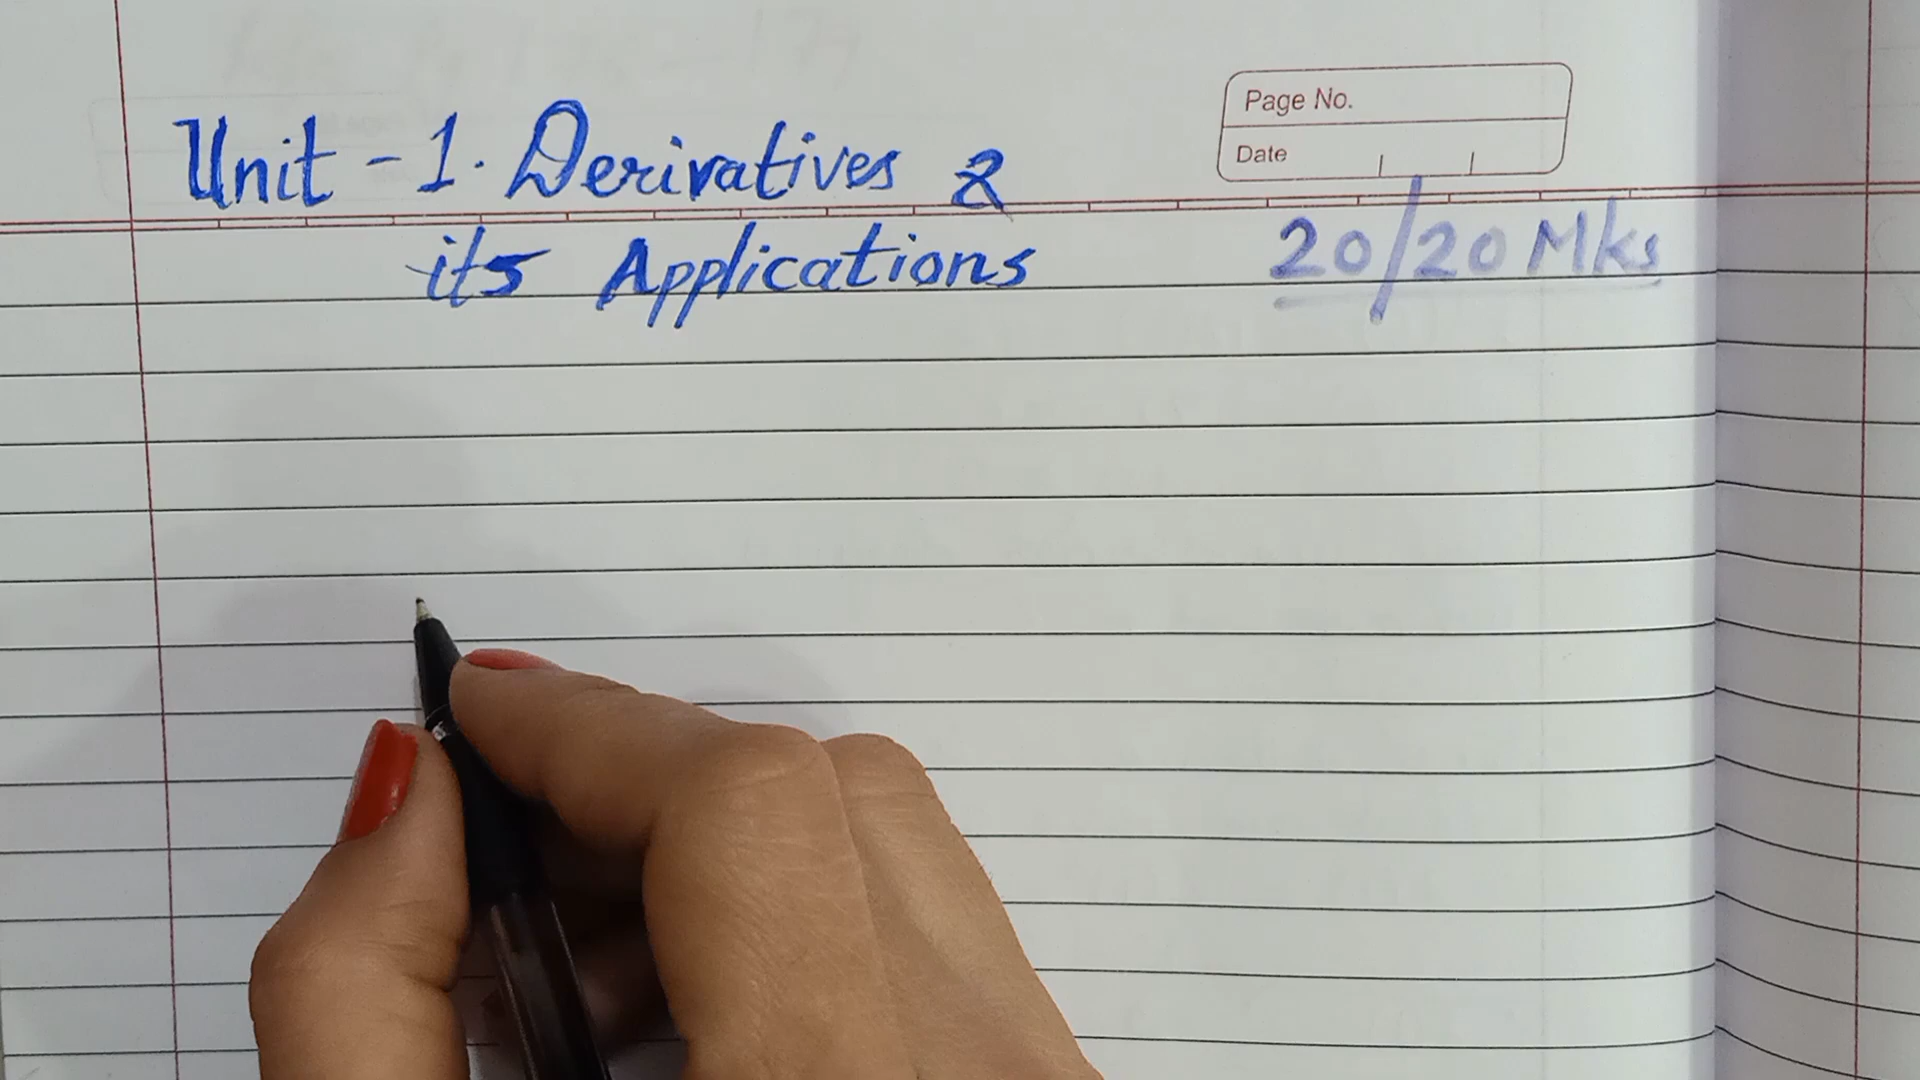 Page No.
Date
Unit - 1. Derivatives &
its Applications
20/20 Mks